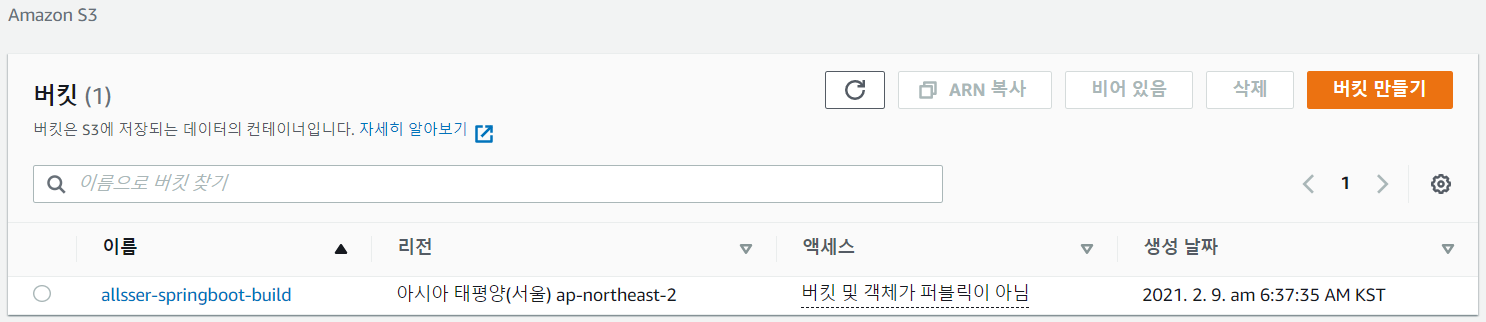 Amazon S3
버킷 (1)
ARN 복사
비어 있음
삭제
버킷 만들기
버킷은 S3에 저장되는 데이터의 컨테이너입니다. 자세히 알아보기
이름으로 버킷 찾기
1
이름 리전 액세스 생성 날짜
allsser-springboot-build 아시아 태평양(서울) ap-northeast-2 버킷 및 객체가 퍼블릭이 아님 2021. 2. 9. am 6:37:35 AM KST